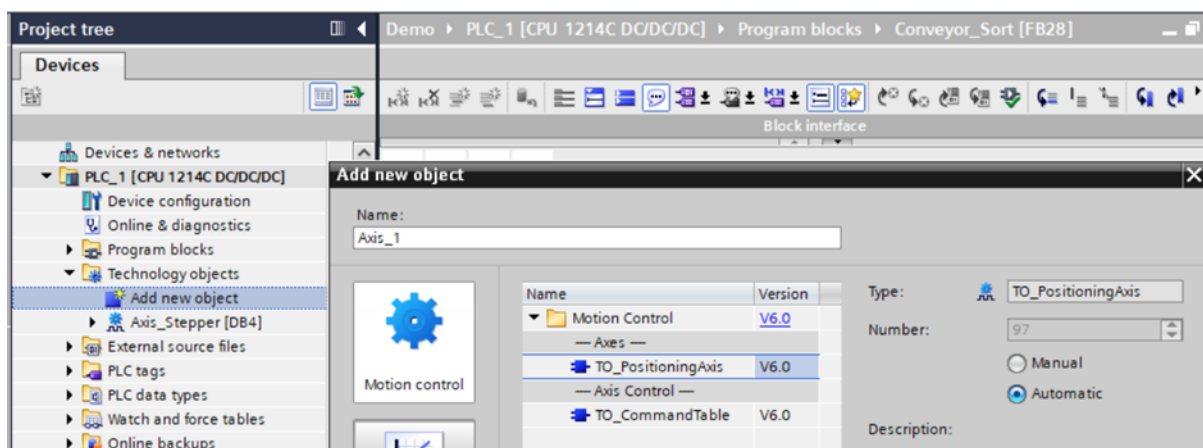 Project tree
Demo ▸ PLC_1 [CPU 1214C DC/DC/DC] ▸ Program blocks ▸ Conveyor_Sort [FB28]
Devices
Block interface
Devices & networks
PLC_1 [CPU 1214C DC/DC/DC]
Device configuration
Online & diagnostics
Program blocks
Technology objects
Add new object
Axis_Stepper [DB4]
External source files
PLC tags
PLC data types
Watch and force tables
Online backups
Add new object
Name:
Axis_1
Motion control
Name Version
Motion Control V6.0
— Axes —
TO_PositioningAxis V6.0
— Axis Control —
TO_CommandTable V6.0
Type: TO_PositioningAxis
Number: 97
Manual
Automatic
Description: